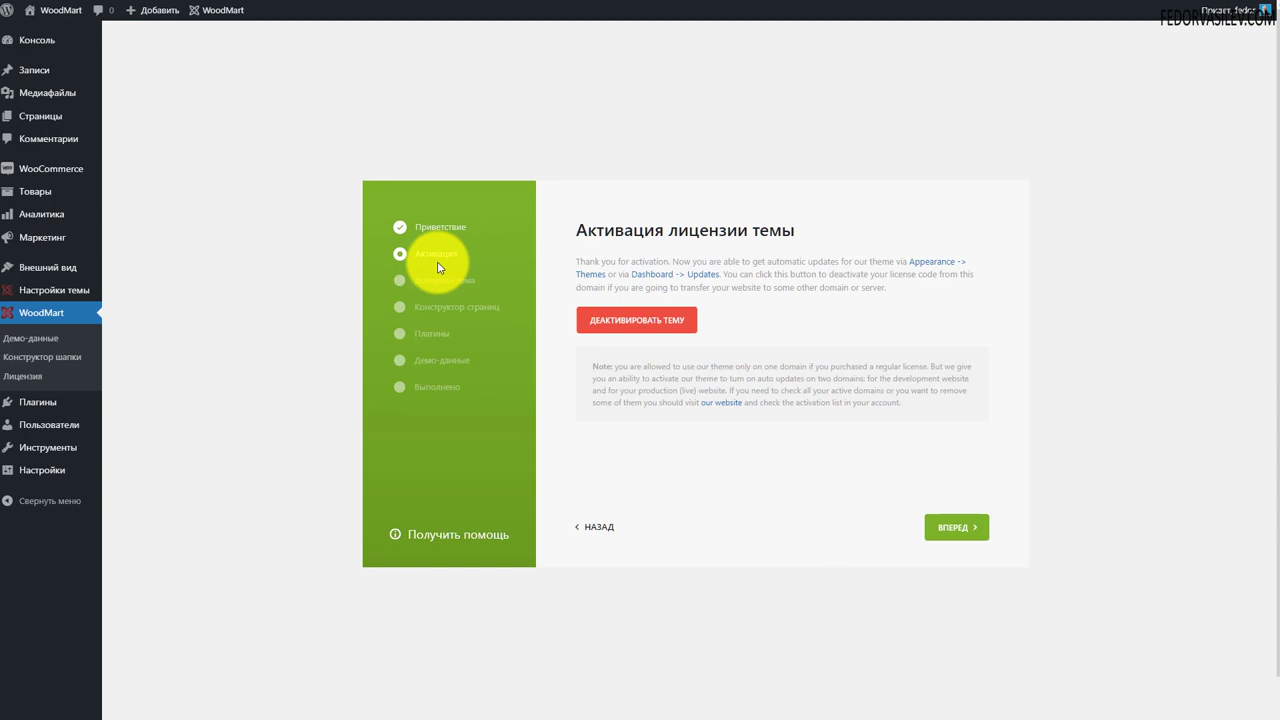 WoodMart 0 Добавить WoodMart
Привет, fedor
FEDORVASILEV.COM
Консоль
Записи
Медиафайлы
Страницы
Комментарии
WooCommerce
Товары
Аналитика
Маркетинг
Внешний вид
Настройки темы
WoodMart
Демо-данные
Конструктор шапки
Лицензия
Плагины
Пользователи
Инструменты
Настройки
Свернуть меню
Приветствие
Активация
тема
Конструктор страниц
Плагины
Демо-данные
Выполнено
Получить помощь
Активация лицензии темы
Thank you for activation. Now you are able to get automatic updates for our theme via Appearance ->
Themes or via Dashboard -> Updates. You can click this button to deactivate your license code from this
domain if you are going to transfer your website to some other domain or server.
ДЕАКТИВИРОВАТЬ ТЕМУ
Note: you are allowed to use our theme only on one domain if you purchased a regular license. But we give
you an ability to activate our theme to turn on auto updates on two domains: for the development website
and for your production (live) website. If you need to check all your active domains or you want to remove
some of them you should visit our website and check the activation list in your account.
НАЗАД
ВПЕРЕД